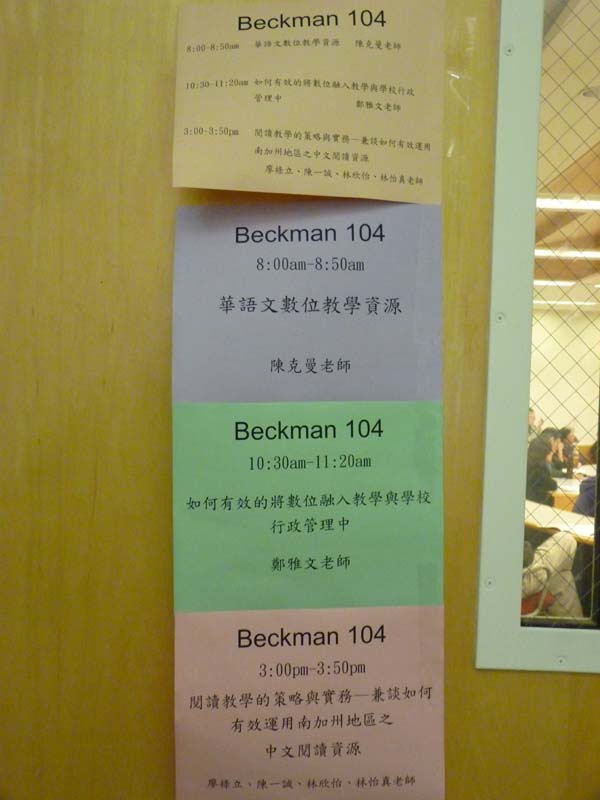 Beckman 104
8:00-8:50am 華語文數位教學資源 陳克曼老師
10:30-11:20am 如何有效的將數位融入教學與學校行政
管理中 鄭雅文老師
3:00-3:50pm 閱讀教學的策略與實務—兼談如何有效運用
南加州地區之中文閱讀資源
廖、陳一誠、林欣怡、林怡真老師
Beckman 104
8:00am-8:50am
華語文數位教學資源
陳克曼老師
Beckman 104
10:30am-11:20am
如何有效的將數位融入教學與學校
行政管理中
鄭雅文老師
Beckman 104
3:00pm-3:50pm
閱讀教學的策略與實務—兼談如何
有效運用南加州地區之
中文閱讀資源
廖、陳一誠、林欣怡、林怡真老師